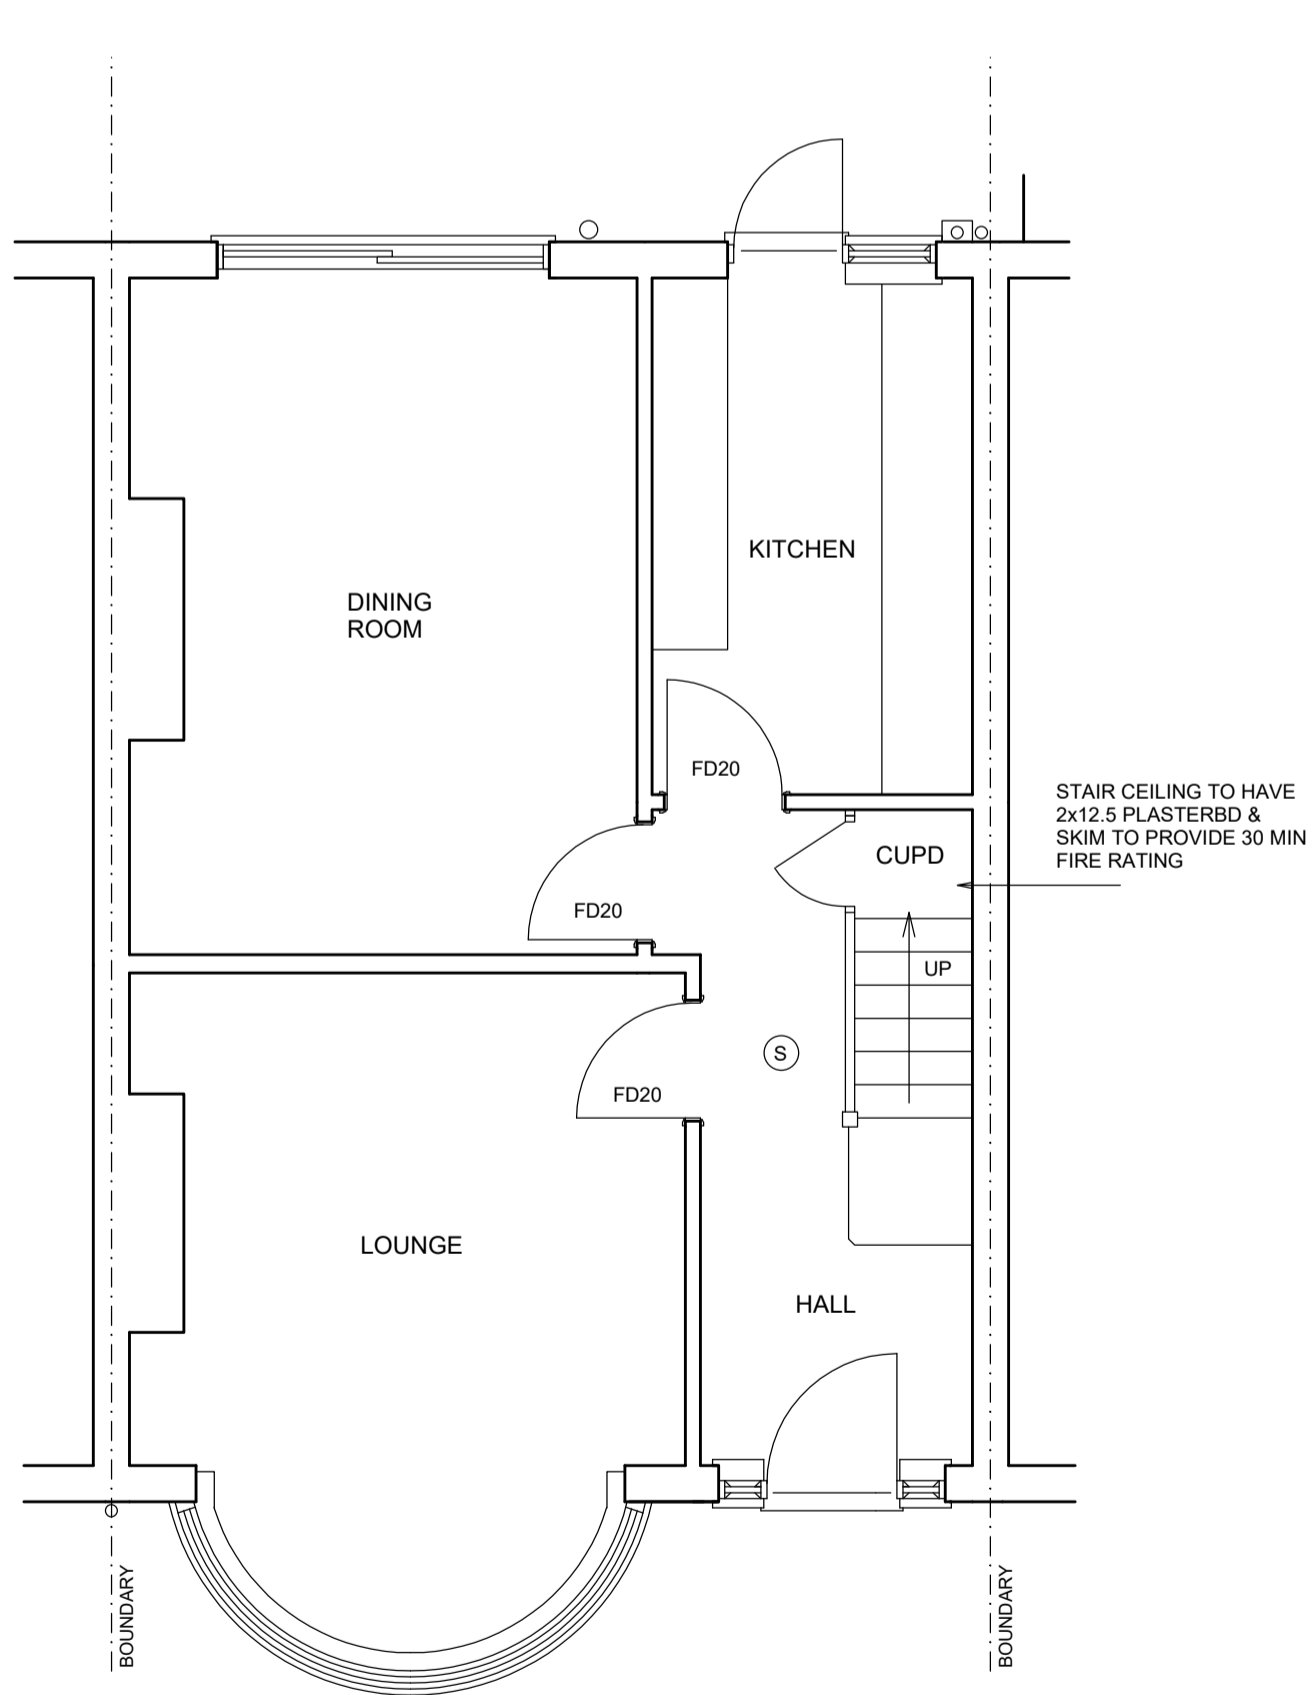 KITCHEN
DINING
ROOM
FD20
STAIR CEILING TO HAVE
2x12.5 PLASTERBD &
SKIM TO PROVIDE 30 MIN
FIRE RATING
CUPD
FD20
UP
S
FD20
LOUNGE
HALL
BOUNDARY
BOUNDARY